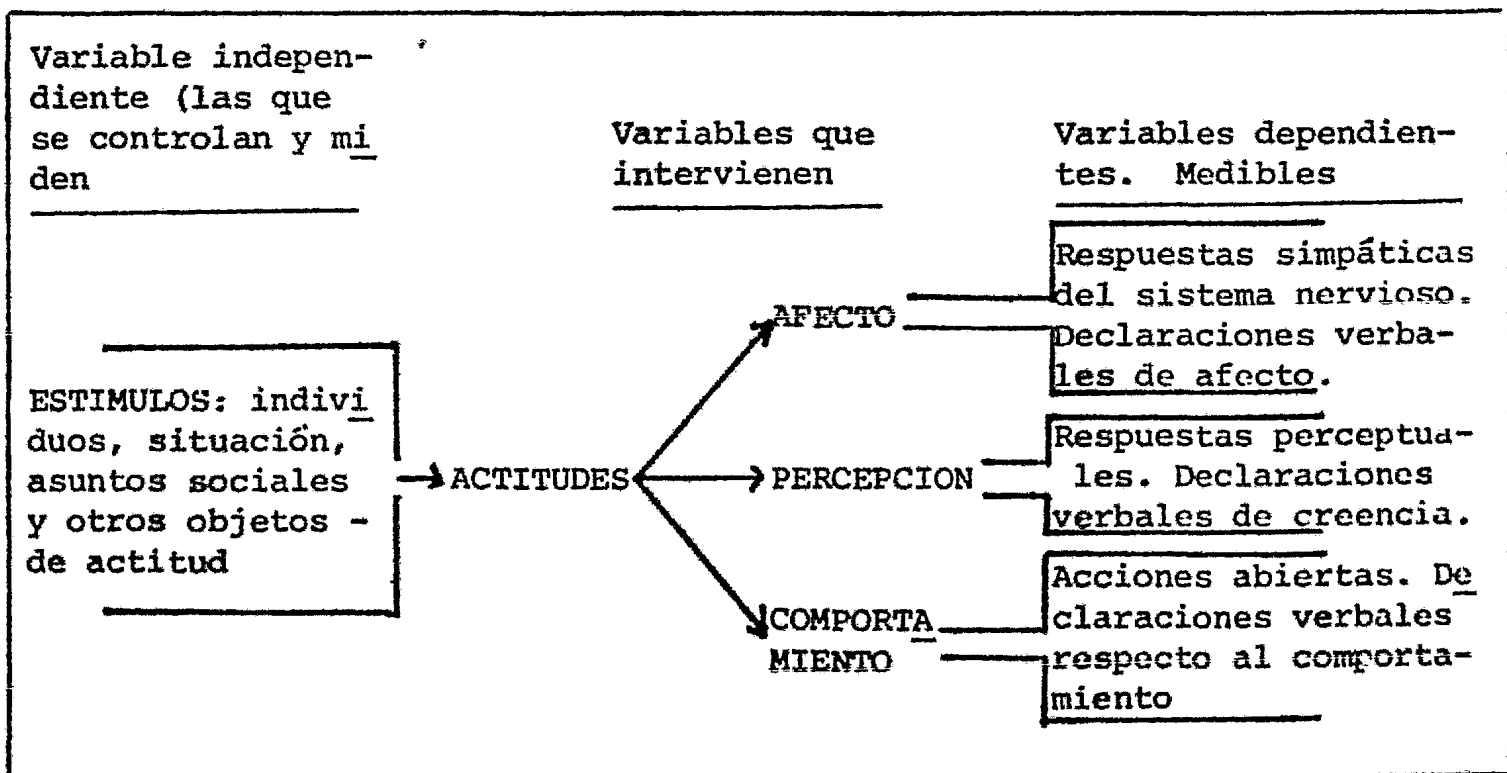 Variable indepen-
diente (las que
se controlan y mi
den
Variables que
intervienen
Variables dependien-
tes. Medibles
ESTIMULOS: indivi
duos, situación,
asuntos sociales
y otros objetos -
de actitud
ACTITUDES
AFECTO
PERCEPCION
COMPORTA
MIENTO
Respuestas simpáticas
del sistema nervioso.
Declaraciones verba-
les de afecto.
Respuestas perceptua-
les. Declaraciones
verbales de creencia.
Acciones abiertas. De
claraciones verbales
respecto al comporta-
miento